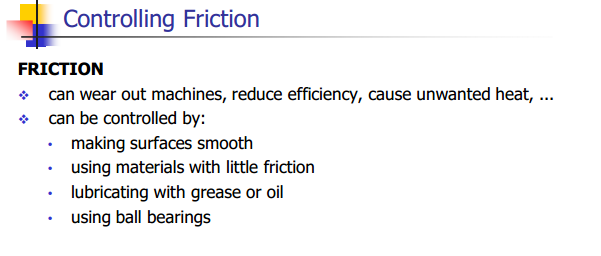 Controlling Friction
FRICTION
❖ can wear out machines, reduce efficiency, cause unwanted heat, ...
❖ can be controlled by:
• making surfaces smooth
• using materials with little friction
• lubricating with grease or oil
• using ball bearings